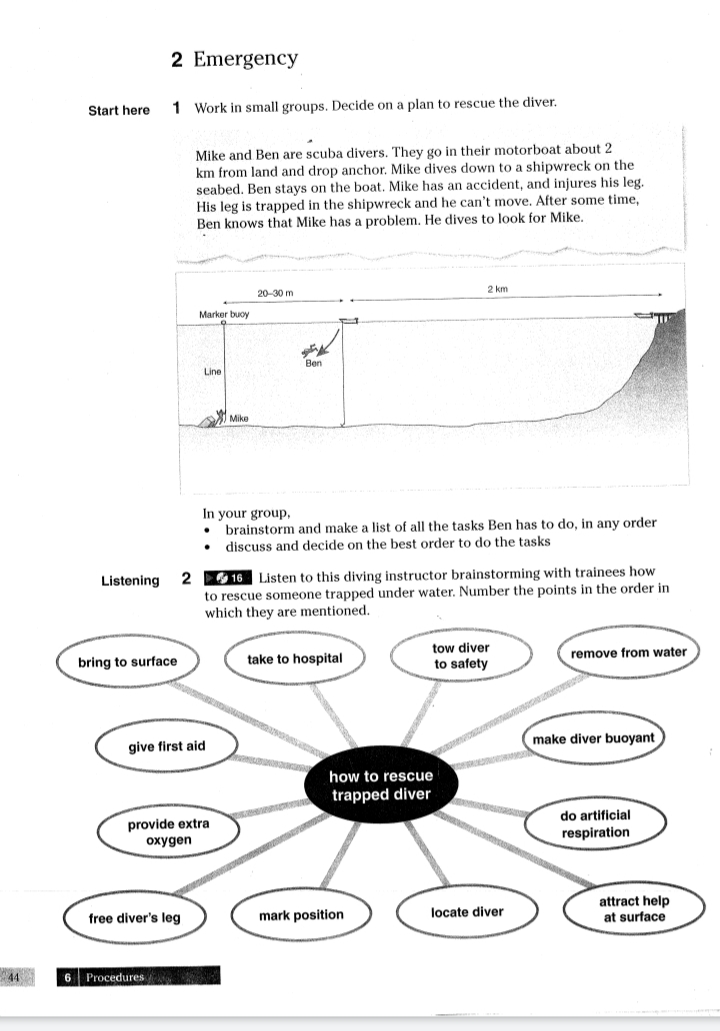 2 Emergency
Start here 1 Work in small groups. Decide on a plan to rescue the diver.
Mike and Ben are scuba divers. They go in their motorboat about 2
km from land and drop anchor. Mike dives down to a shipwreck on the
seabed. Ben stays on the boat. Mike has an accident, and injures his leg.
His leg is trapped in the shipwreck and he can't move. After some time,
Ben knows that Mike has a problem. He dives to look for Mike.
20–30 m
2 km
Marker buoy
Ben
Line
Mike
In your group,
• brainstorm and make a list of all the tasks Ben has to do, in any order
• discuss and decide on the best order to do the tasks
Listening 2 16 Listen to this diving instructor brainstorming with trainees how
to rescue someone trapped under water. Number the points in the order in
which they are mentioned.
bring to surface
take to hospital
tow diver
to safety
remove from water
give first aid
make diver buoyant
how to rescue
trapped diver
provide extra
oxygen
do artificial
respiration
free diver's leg
mark position
locate diver
attract help
at surface
44 6 Procedures